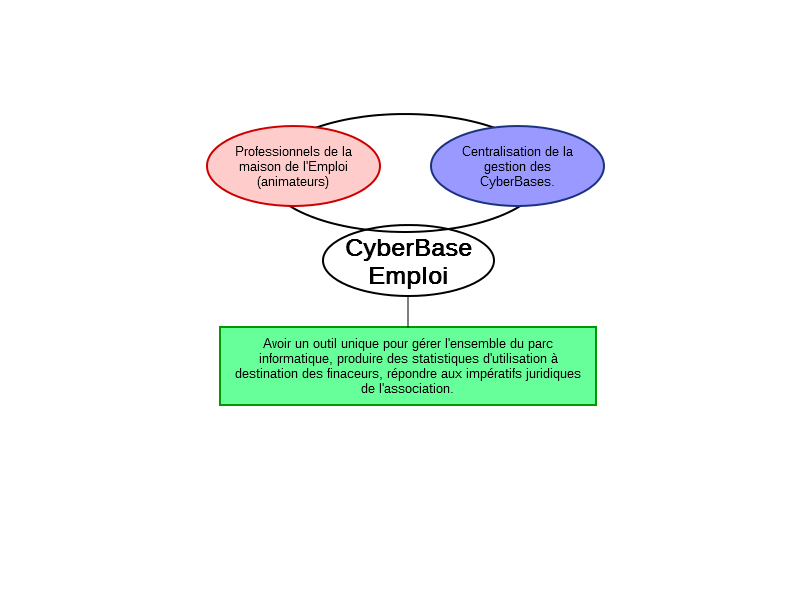 Professionnels de la
maison de l'Emploi
(animateurs)
Centralisation de la
gestion des
CyberBases.
CyberBase
Emploi
Avoir un outil unique pour gérer l'ensemble du parc
informatique, produire des statistiques d'utilisation à
destination des finaceurs, répondre aux impératifs juridiques
de l'association.